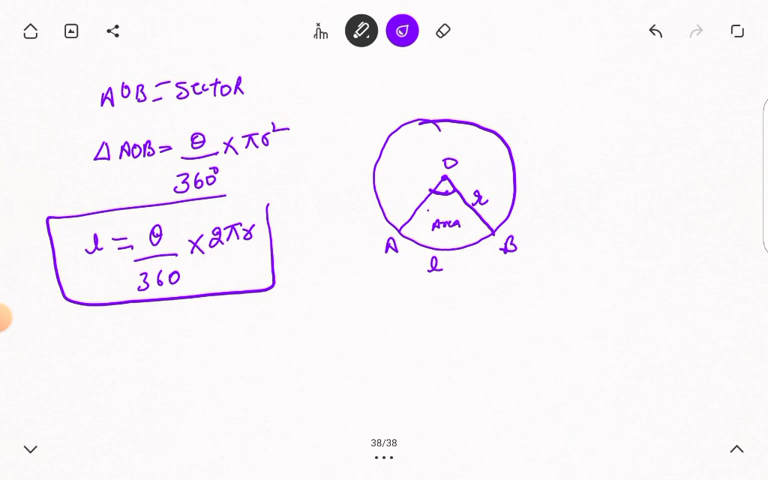 AOB = Sector
Δ AOB = θ/360° × πr²
l = θ/360 × 2πr
O
r
Area
A
B
l
38/38